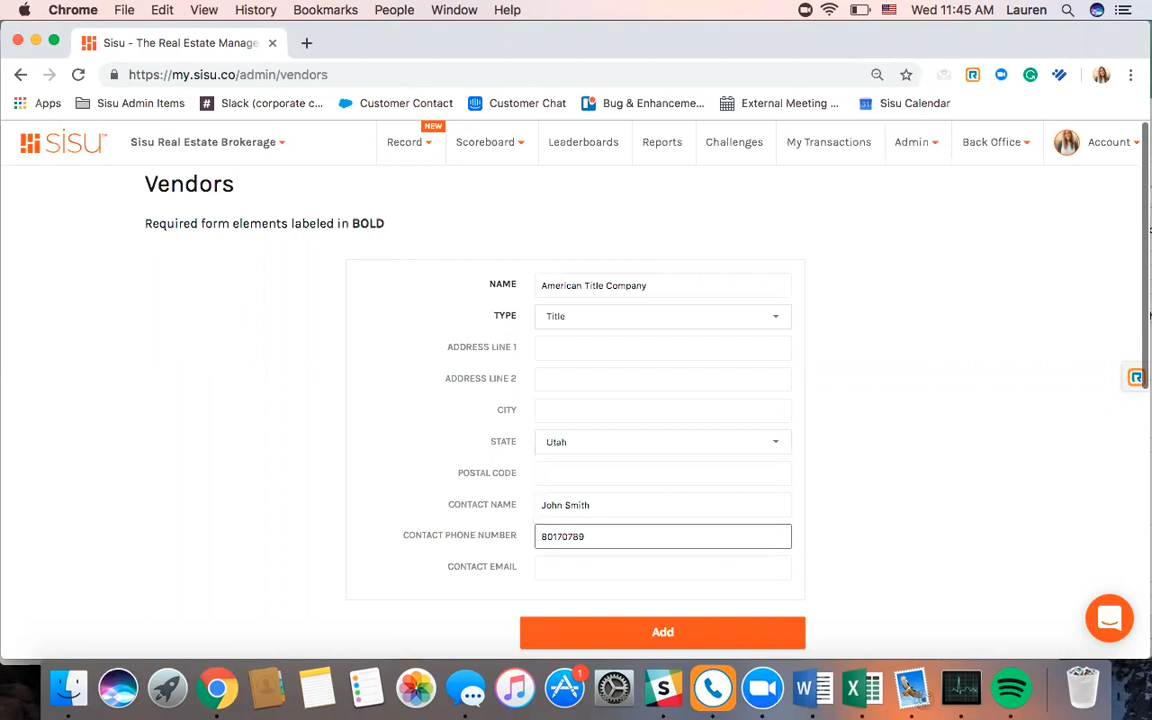 Chrome File Edit View History Bookmarks People Window Help Wed 11:45 AM Lauren
Sisu - The Real Estate Manage
https://my.sisu.co/admin/vendors
Apps Sisu Admin Items Slack (corporate c... Customer Contact Customer Chat Bug & Enhanceme... External Meeting ... Sisu Calendar
NEW
sisu Sisu Real Estate Brokerage Record Scoreboard Leaderboards Reports Challenges My Transactions Admin Back Office Account
Vendors
Required form elements labeled in BOLD
NAME American Title Company
TYPE Title
ADDRESS LINE 1
ADDRESS LINE 2
CITY
STATE Utah
POSTAL CODE
CONTACT NAME John Smith
CONTACT PHONE NUMBER 80170789
CONTACT EMAIL
Add
1